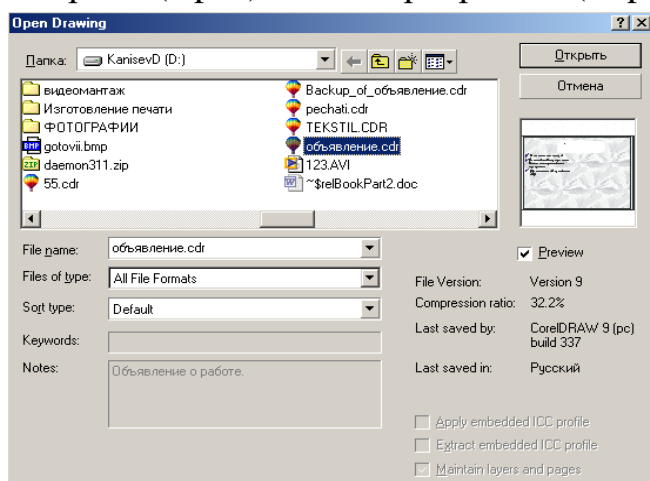 Open Drawing
Папка: KanisevD (D:)
Открыть
Отмена
видеомантаж
Изготовление печати
ФОТОГРАФИИ
gotovii.bmp
daemon311.zip
55.cdr
Backup_of_объявление.cdr
pechati.cdr
TEKSTIL.CDR
объявление.cdr
123.AVI
~$relBookPart2.doc
File name: объявление.cdr
Files of type: All File Formats
Sort type: Default
Keywords:
Notes: Объявление о работе.
Preview
File Version: Version 9
Compression ratio: 32.2%
Last saved by: CorelDRAW 9 (pc)
build 337
Last saved in: Русский
Apply embedded ICC profile
Extract embedded ICC profile
Maintain layers and pages